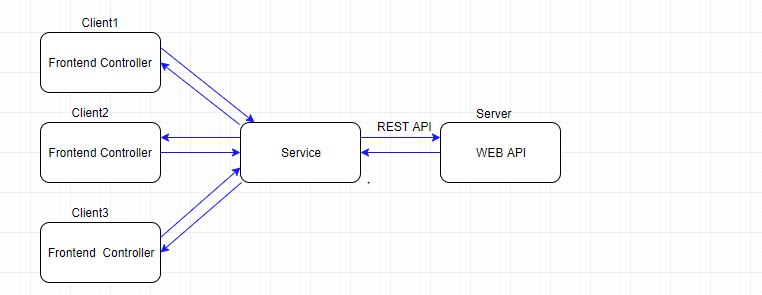 Client1
Frontend Controller
Client2
Frontend Controller
Service
REST API
Server
WEB API
Client3
Frontend  Controller